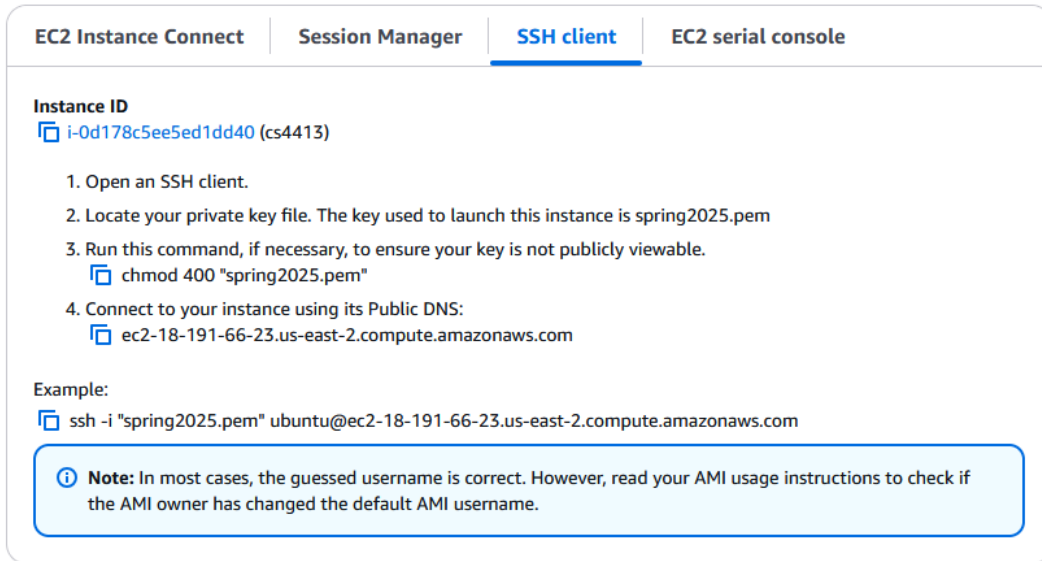 EC2 Instance Connect Session Manager SSH client EC2 serial console
Instance ID
i-0d178c5ee5ed1dd40 (cs4413)
1. Open an SSH client.
2. Locate your private key file. The key used to launch this instance is spring2025.pem
3. Run this command, if necessary, to ensure your key is not publicly viewable.
chmod 400 "spring2025.pem"
4. Connect to your instance using its Public DNS:
ec2-18-191-66-23.us-east-2.compute.amazonaws.com
Example:
ssh -i "spring2025.pem" ubuntu@ec2-18-191-66-23.us-east-2.compute.amazonaws.com
Note: In most cases, the guessed username is correct. However, read your AMI usage instructions to check if
the AMI owner has changed the default AMI username.